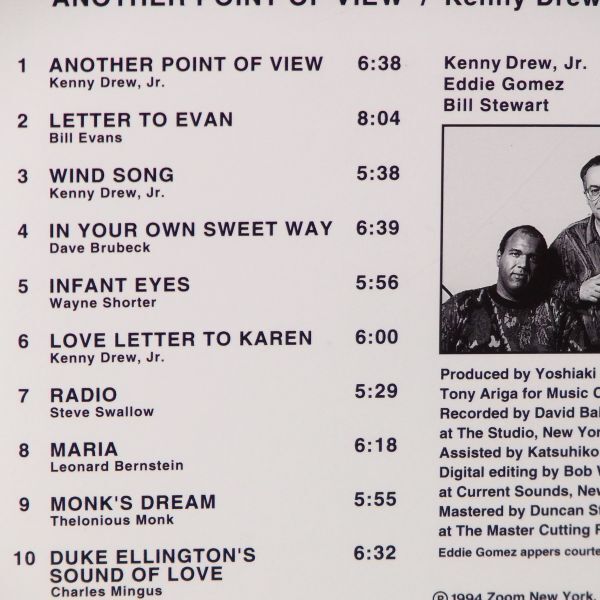 ANOTHER POINT OF VIEW / Kenny Drew
1 ANOTHER POINT OF VIEW 6:38
Kenny Drew, Jr.
2 LETTER TO EVAN 8:04
Bill Evans
3 WIND SONG 5:38
Kenny Drew, Jr.
4 IN YOUR OWN SWEET WAY 6:39
Dave Brubeck
5 INFANT EYES 5:56
Wayne Shorter
6 LOVE LETTER TO KAREN 6:00
Kenny Drew, Jr.
7 RADIO 5:29
Steve Swallow
8 MARIA 6:18
Leonard Bernstein
9 MONK'S DREAM 5:55
Thelonious Monk
10 DUKE ELLINGTON'S 6:32
SOUND OF LOVE
Charles Mingus
Kenny Drew, Jr.
Eddie Gomez
Bill Stewart
Produced by Yoshiaki
Tony Ariga for Music
Recorded by David
at The Studio, New
Assisted by Katsuhiko
Digital editing by Bob
at Current Sounds,
Mastered by Duncan
at The Master Cutting
Eddie Gomez appers
℗ 1994 Zoom New York.